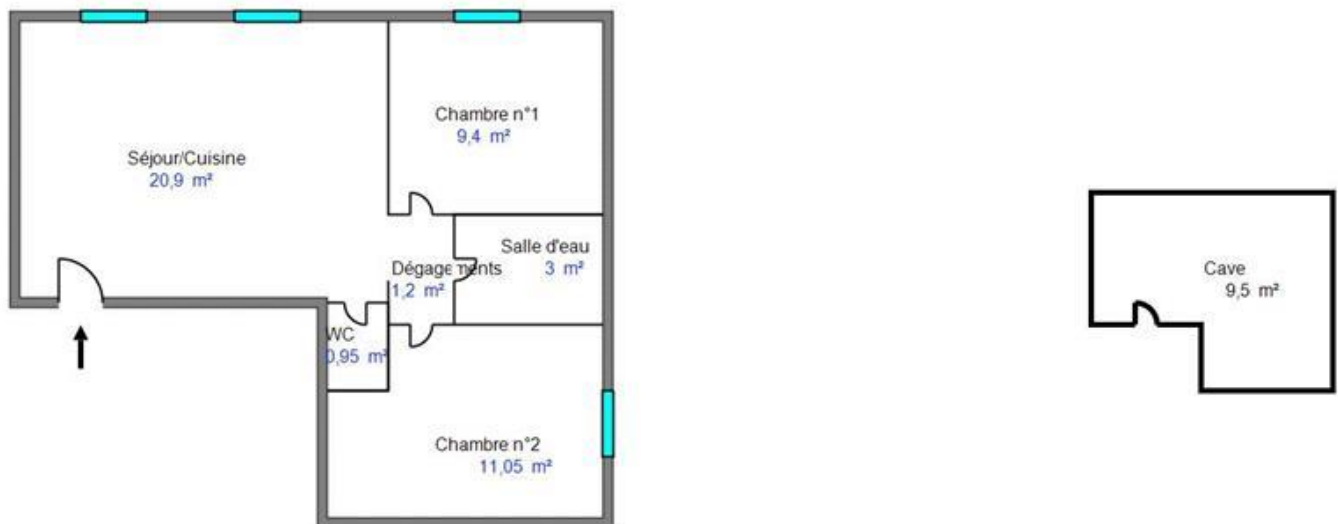 Chambre n°1
9,4 m²
Séjour/Cuisine
20,9 m²
Salle d'eau
3 m²
Dégagements
1,2 m²
WC
0,95 m²
Chambre n°2
11,05 m²
Cave
9,5 m²